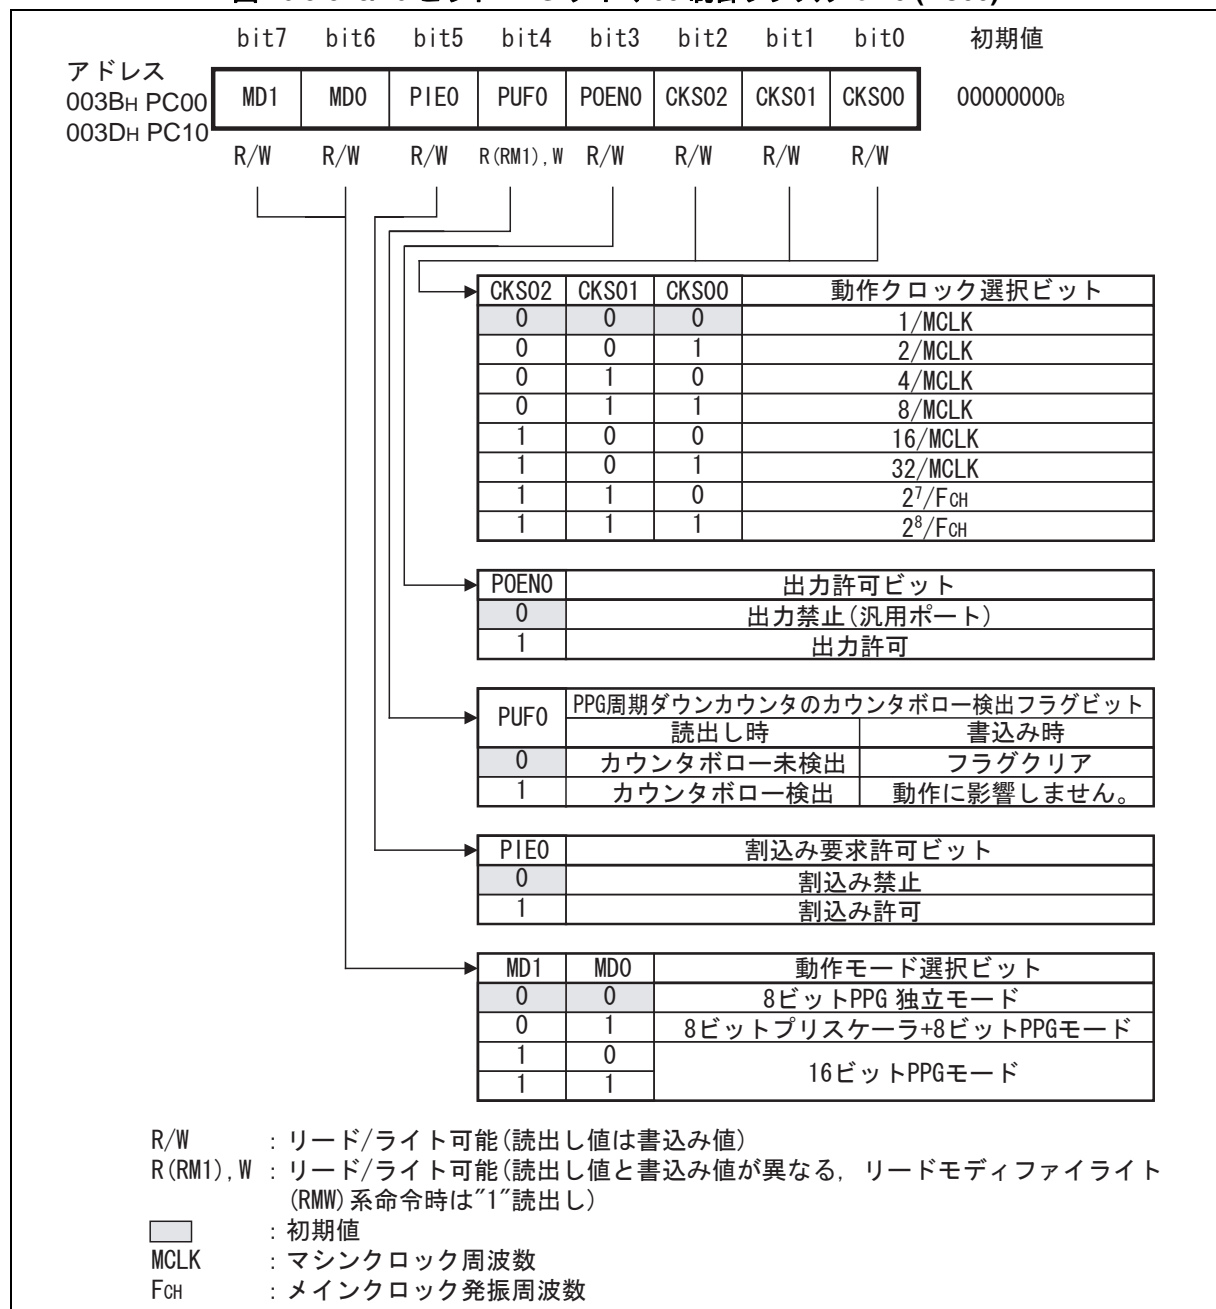 bit7 bit6 bit5 bit4 bit3 bit2 bit1 bit0 初期値
アドレス
003BH PC00 MD1 MD0 PIE0 PUF0 POEN0 CKS02 CKS01 CKS00 00000000B
003DH PC10
R/W R/W R/W R(RM1),W R/W R/W R/W R/W
CKS02 CKS01 CKS00 動作クロック選択ビット
0 0 0 1/MCLK
0 0 1 2/MCLK
0 1 0 4/MCLK
0 1 1 8/MCLK
1 0 0 16/MCLK
1 0 1 32/MCLK
1 1 0 2⁷/FCH
1 1 1 2⁸/FCH
POEN0 出力許可ビット
0 出力禁止(汎用ポート)
1 出力許可
PUF0 PPG周期ダウンカウンタのカウンタボロー検出フラグビット
読出し時 書込み時
0 カウンタボロー未検出 フラグクリア
1 カウンタボロー検出 動作に影響しません。
PIE0 割込み要求許可ビット
0 割込み禁止
1 割込み許可
MD1 MD0 動作モード選択ビット
0 0 8ビットPPG 独立モード
0 1 8ビットプリスケーラ+8ビットPPGモード
1 0 16ビットPPGモード
1 1
R/W : リード/ライト可能(読出し値は書込み値)
R(RM1),W : リード/ライト可能(読出し値と書込み値が異なる, リードモディファイライト
(RMW)系命令時は"1"読出し)
: 初期値
MCLK : マシンクロック周波数
FCH : メインクロック発振周波数